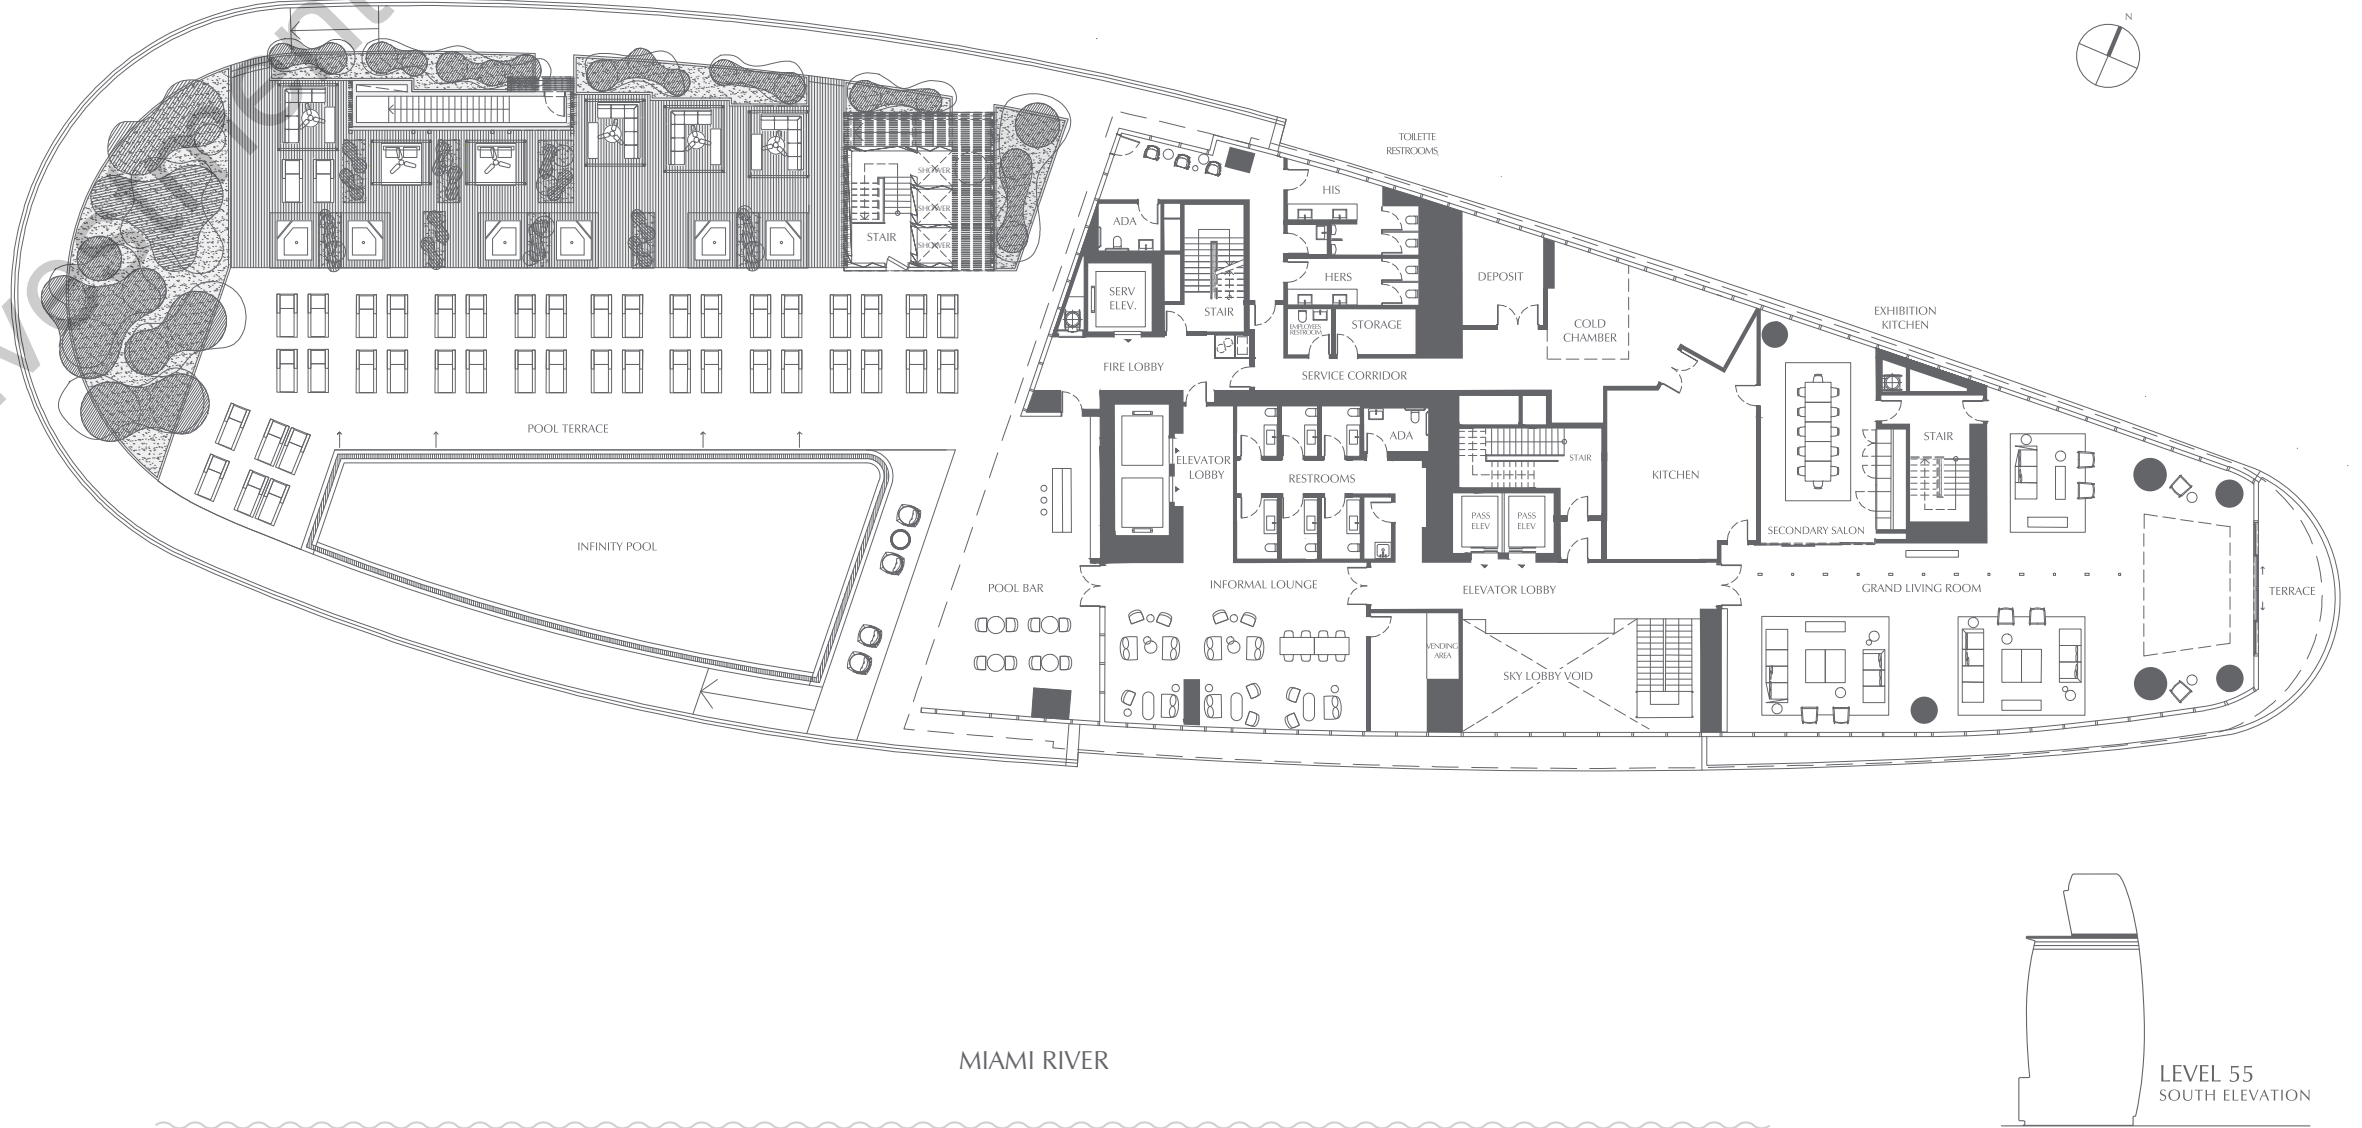 N
TOILETTE
RESTROOMS
HIS
ADA
SHOWER
SHOWER
SHOWER
STAIR
HERS
DEPOSIT
SERV
ELEV.
STAIR
EMPLOYEES
RESTROOM
STORAGE
COLD
CHAMBER
EXHIBITION
KITCHEN
FIRE LOBBY
SERVICE CORRIDOR
POOL TERRACE
ADA
STAIR
ELEVATOR
LOBBY
STAIR
RESTROOMS
KITCHEN
PASS
ELEV
PASS
ELEV
SECONDARY SALON
INFINITY POOL
POOL BAR
INFORMAL LOUNGE
ELEVATOR LOBBY
GRAND LIVING ROOM
TERRACE
VENDING
AREA
SKY LOBBY VOID
MIAMI RIVER
LEVEL 55
SOUTH ELEVATION